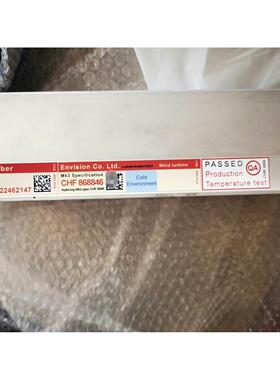 ber
22462147
Envision Co. Ltd.
Wind turbine
Mk3 Specification
CHF 868846
Cold
Environment
PASSED
Production
Temperature test
QA